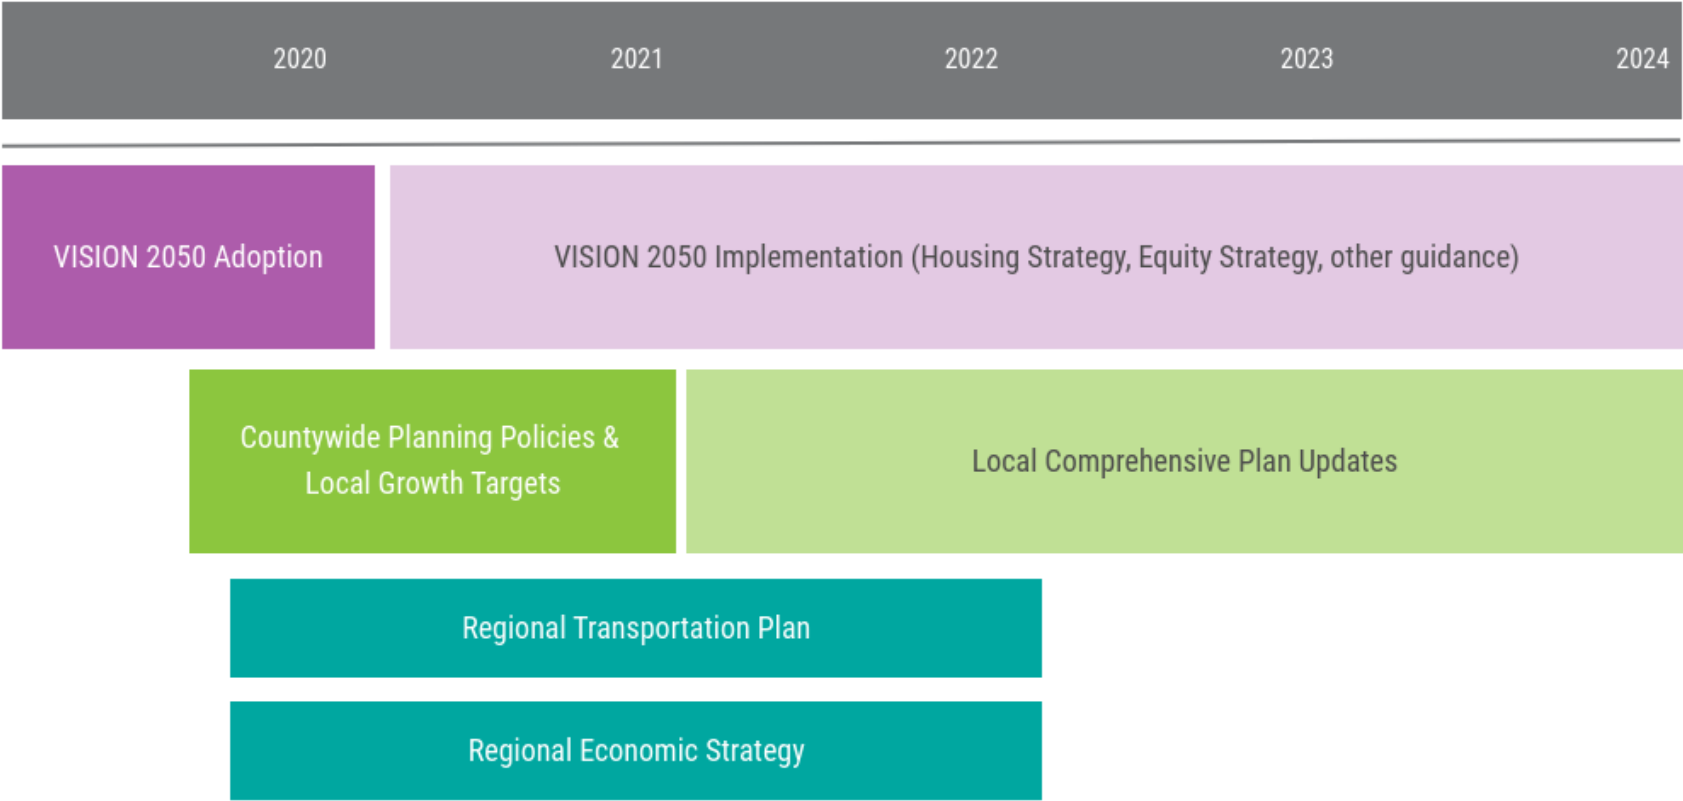 2020 2021 2022 2023 2024
VISION 2050 Adoption
VISION 2050 Implementation (Housing Strategy, Equity Strategy, other guidance)
Countywide Planning Policies &
Local Growth Targets
Local Comprehensive Plan Updates
Regional Transportation Plan
Regional Economic Strategy